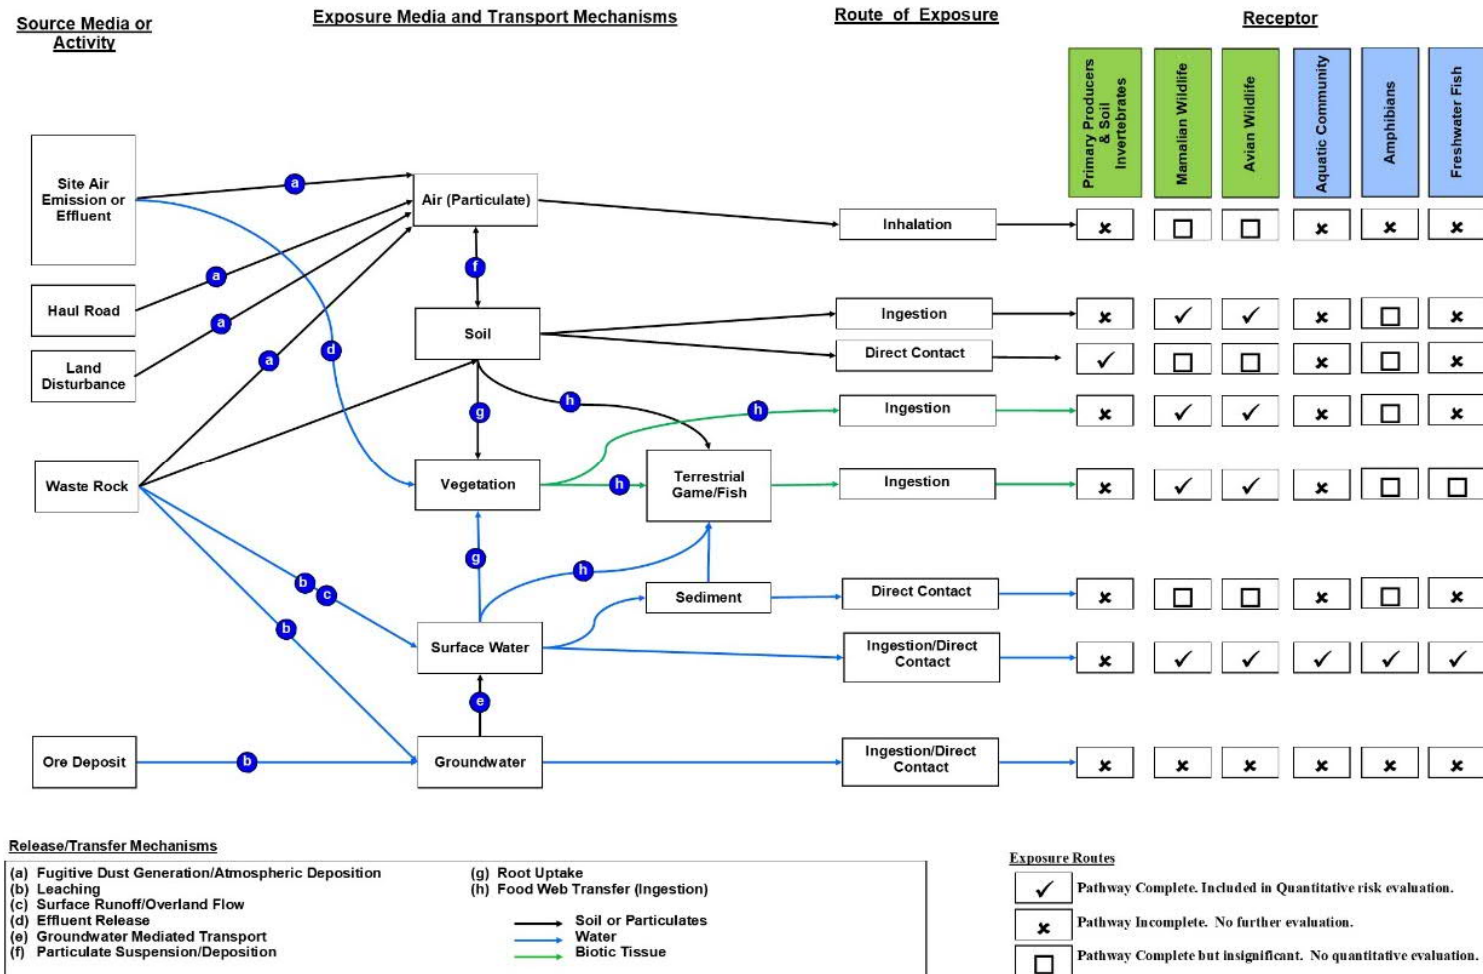 Source Media or
Activity
Exposure Media and Transport Mechanisms
Route of Exposure
Receptor
Primary Producers
& Soil
Invertebrates
Mamalian Wildlife
Avian Wildlife
Aquatic Community
Amphibians
Freshwater Fish
Site Air
Emission or
Effluent
a
Air (Particulate)
Inhalation
a
f
Haul Road
Soil
Ingestion
a
Direct Contact
Land
Disturbance
a
d
g
h
h
Ingestion
Waste Rock
Vegetation
h
Terrestrial
Game/Fish
Ingestion
g
h
b
c
Sediment
Direct Contact
b
Surface Water
Ingestion/Direct
Contact
e
Ore Deposit
b
Groundwater
Ingestion/Direct
Contact
Release/Transfer Mechanisms
(a) Fugitive Dust Generation/Atmospheric Deposition
(b) Leaching
(c) Surface Runoff/Overland Flow
(d) Effluent Release
(e) Groundwater Mediated Transport
(f) Particulate Suspension/Deposition
(g) Root Uptake
(h) Food Web Transfer (Ingestion)
Soil or Particulates
Water
Biotic Tissue
Exposure Routes
Pathway Complete. Included in Quantitative risk evaluation.
Pathway Incomplete. No further evaluation.
Pathway Complete but insignificant. No quantitative evaluation.